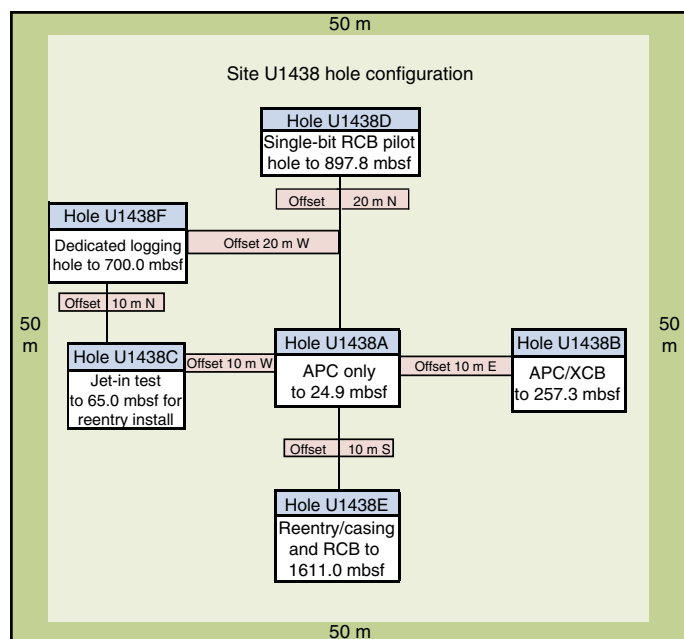 50 m
Site U1438 hole configuration
Hole U1438D
Single-bit RCB pilot
hole to 897.8 mbsf
Offset 20 m N
Hole U1438F
Dedicated logging
hole to 700.0 mbsf
Offset 20 m W
Offset 10 m N
50
m
50
m
Hole U1438C
Jet-in test
to 65.0 mbsf for
reentry install
Offset 10 m W
Hole U1438A
APC only
to 24.9 mbsf
Offset 10 m E
Hole U1438B
APC/XCB
to 257.3 mbsf
Offset 10 m S
Hole U1438E
Reentry/casing
and RCB to
1611.0 mbsf
50 m